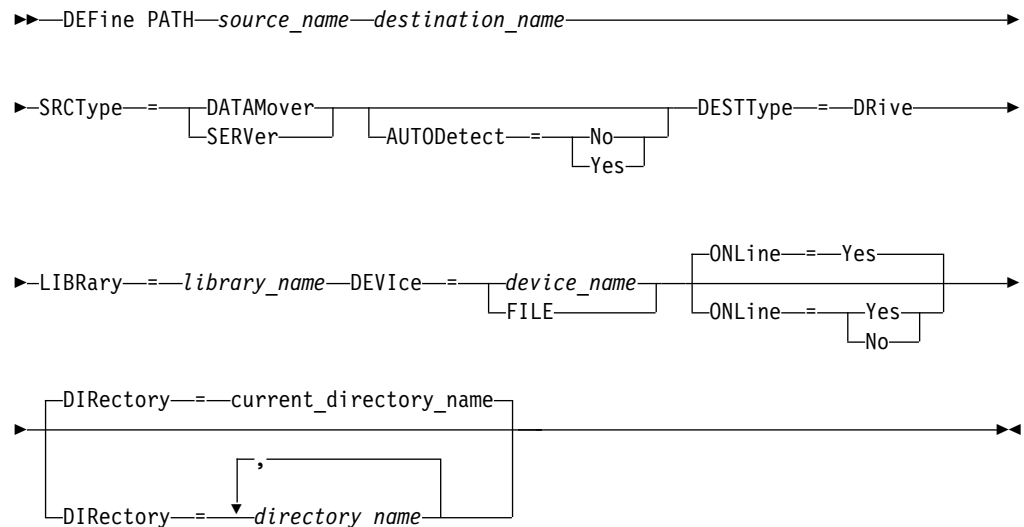 DEFine PATH source_name destination_name
SRCType = DATAMover DESTType = DRive
SERVer AUTODetect = No
Yes
ONLine = Yes
LIBRary = library_name DEVIce = device_name
FILE ONLine = Yes
No
DIRectory = current_directory_name
,
DIRectory = directory_name